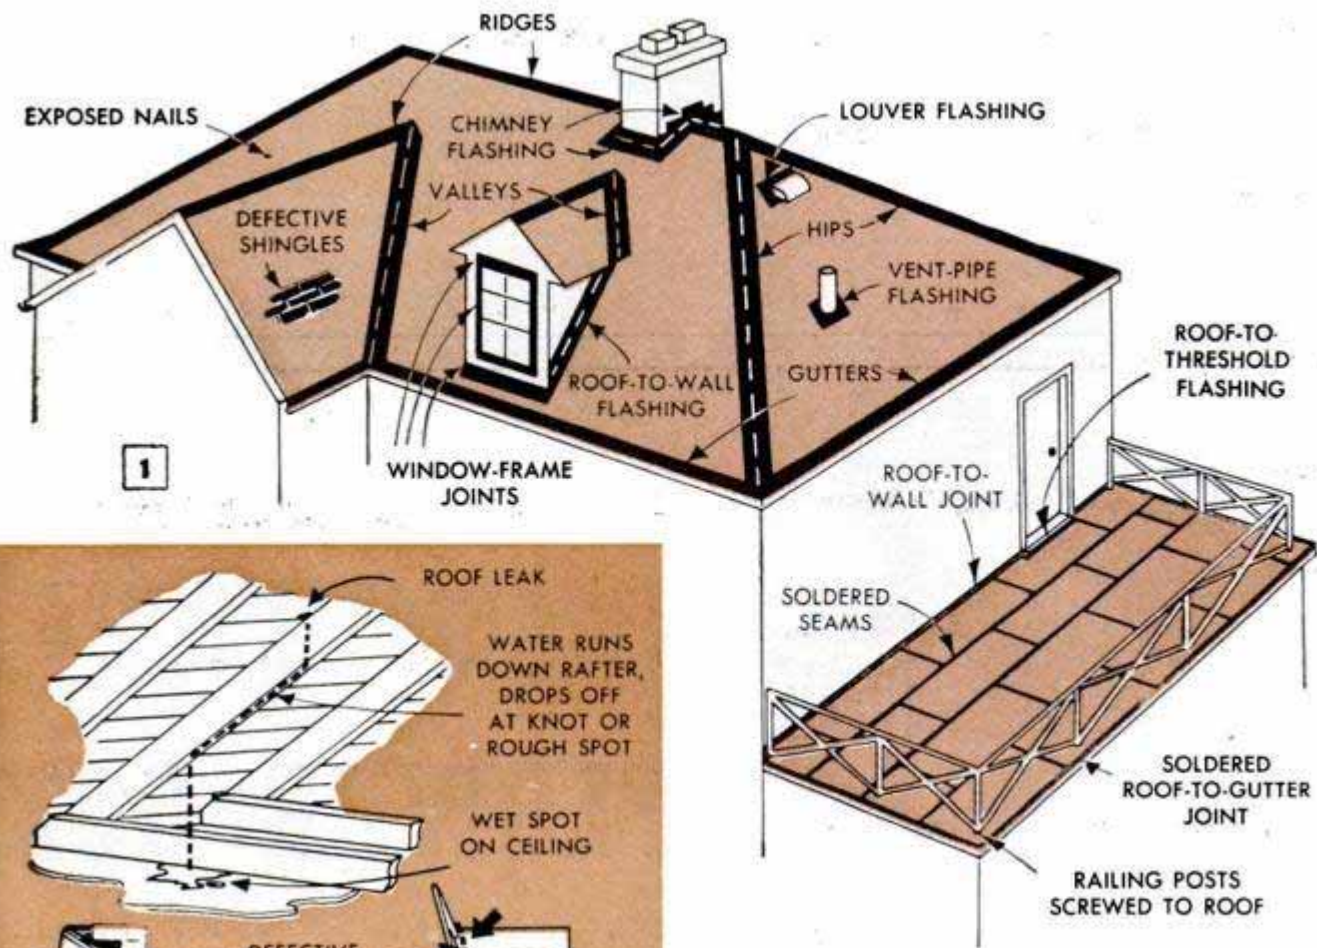 RIDGES
EXPOSED NAILS
CHIMNEY
FLASHING
LOUVER FLASHING
VALLEYS
DEFECTIVE
SHINGLES
HIPS
VENT-PIPE
FLASHING
ROOF-TO-
THRESHOLD
FLASHING
ROOF-TO-WALL
FLASHING
GUTTERS
1
WINDOW-FRAME
JOINTS
ROOF-TO-
WALL JOINT
SOLDERED
SEAMS
SOLDERED
ROOF-TO-GUTTER
JOINT
RAILING POSTS
SCREWED TO ROOF
ROOF LEAK
WATER RUNS
DOWN RAFTER,
DROPS OFF
AT KNOT OR
ROUGH SPOT
WET SPOT
ON CEILING
DEFECTIVE